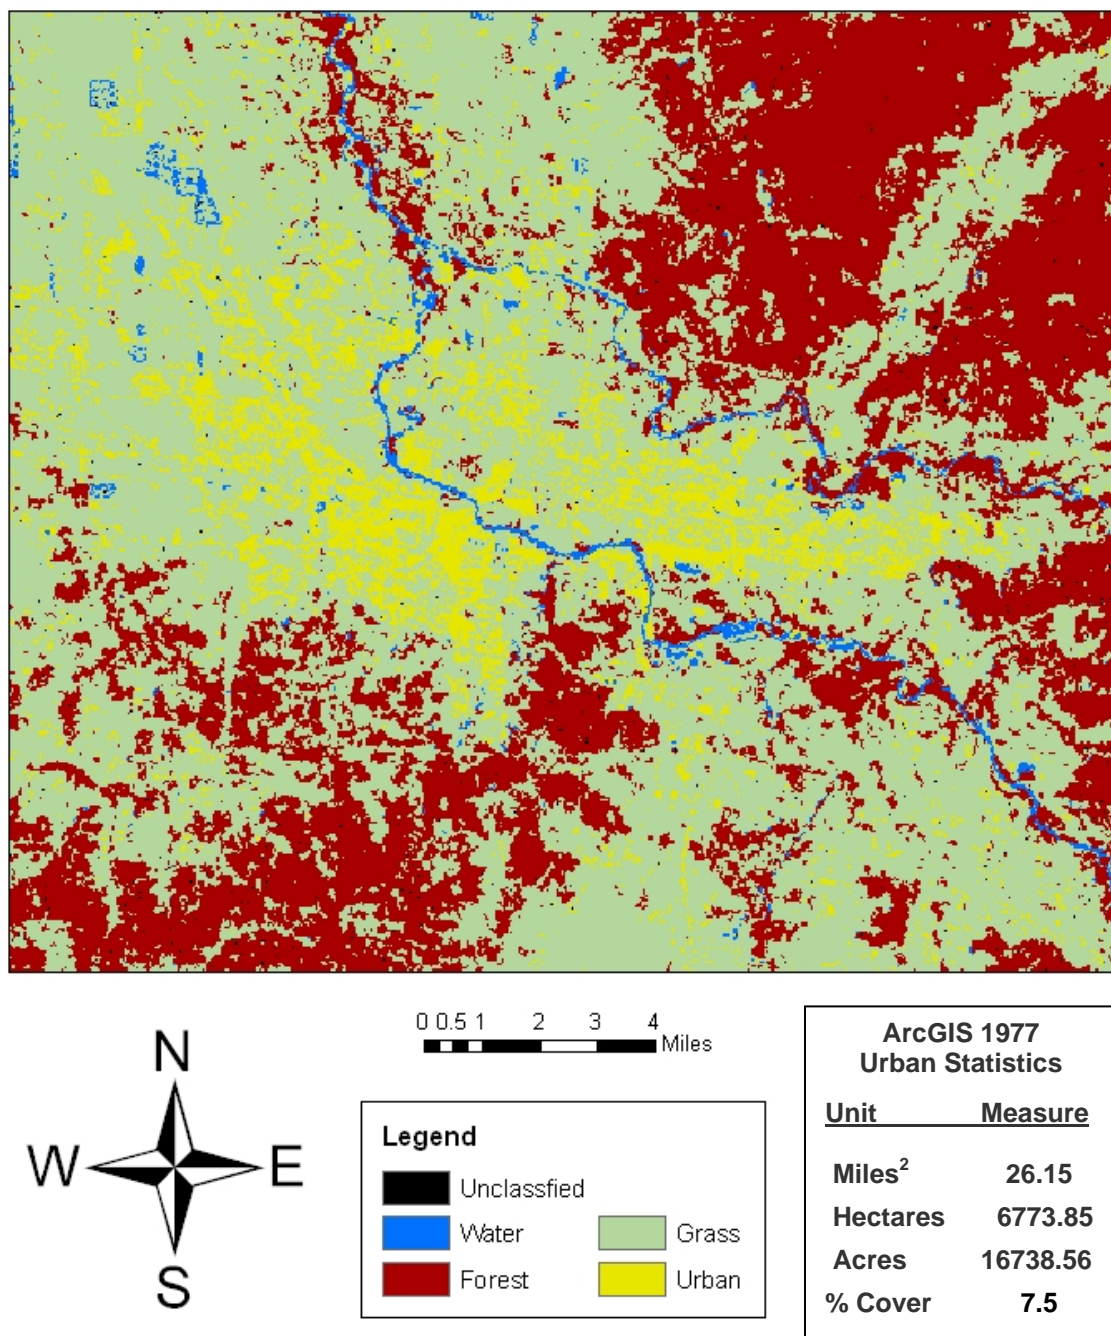 N
W E
S
0 0.5 1 2 3 4
Miles
Legend
Unclassfied
Water Grass
Forest Urban
ArcGIS 1977
Urban Statistics
Unit Measure
Miles² 26.15
Hectares 6773.85
Acres 16738.56
% Cover 7.5